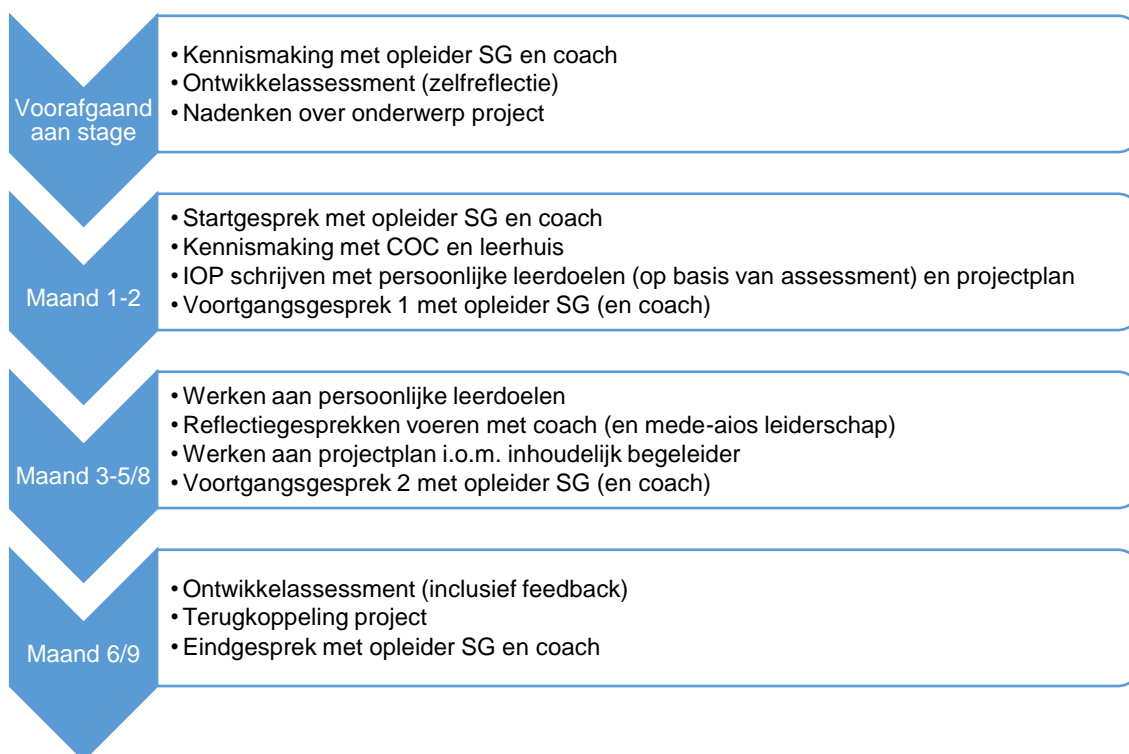 Voorafgaand
aan stage
• Kennismaking met opleider SG en coach
• Ontwikkelassessment (zelfreflectie)
• Nadenken over onderwerp project
Maand 1-2
• Startgesprek met opleider SG en coach
• Kennismaking met COC en leerhuis
• IOP schrijven met persoonlijke leerdoelen (op basis van assessment) en projectplan
• Voortgangsgesprek 1 met opleider SG (en coach)
Maand 3-5/8
• Werken aan persoonlijke leerdoelen
• Reflectiegesprekken voeren met coach (en mede-aios leiderschap)
• Werken aan projectplan i.o.m. inhoudelijk begeleider
• Voortgangsgesprek 2 met opleider SG (en coach)
Maand 6/9
• Ontwikkelassessment (inclusief feedback)
• Terugkoppeling project
• Eindgesprek met opleider SG en coach